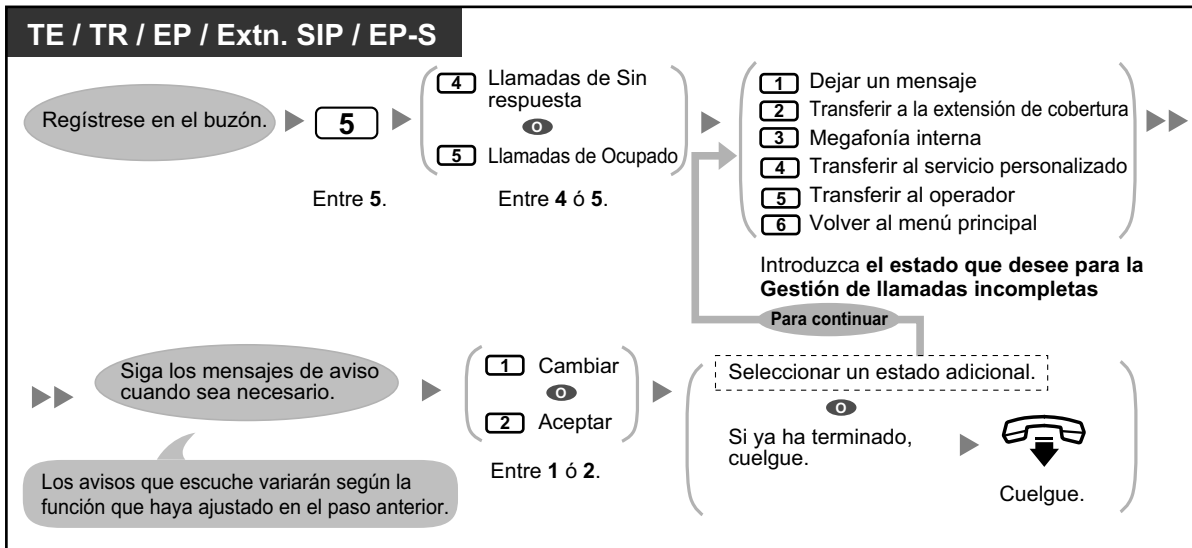 TE / TR / EP / Extn. SIP / EP-S
Regístrese en el buzón.
5
Entre 5.
4 Llamadas de Sin
respuesta
O
5 Llamadas de Ocupado
Entre 4 ó 5.
1 Dejar un mensaje
2 Transferir a la extensión de cobertura
3 Megafonía interna
4 Transferir al servicio personalizado
5 Transferir al operador
6 Volver al menú principal
Introduzca el estado que desee para la
Gestión de llamadas incompletas
Para continuar
Siga los mensajes de aviso
cuando sea necesario.
Los avisos que escuche variarán según la
función que haya ajustado en el paso anterior.
1 Cambiar
O
2 Aceptar
Entre 1 ó 2.
Seleccionar un estado adicional.
O
Si ya ha terminado,
cuelgue.
Cuelgue.